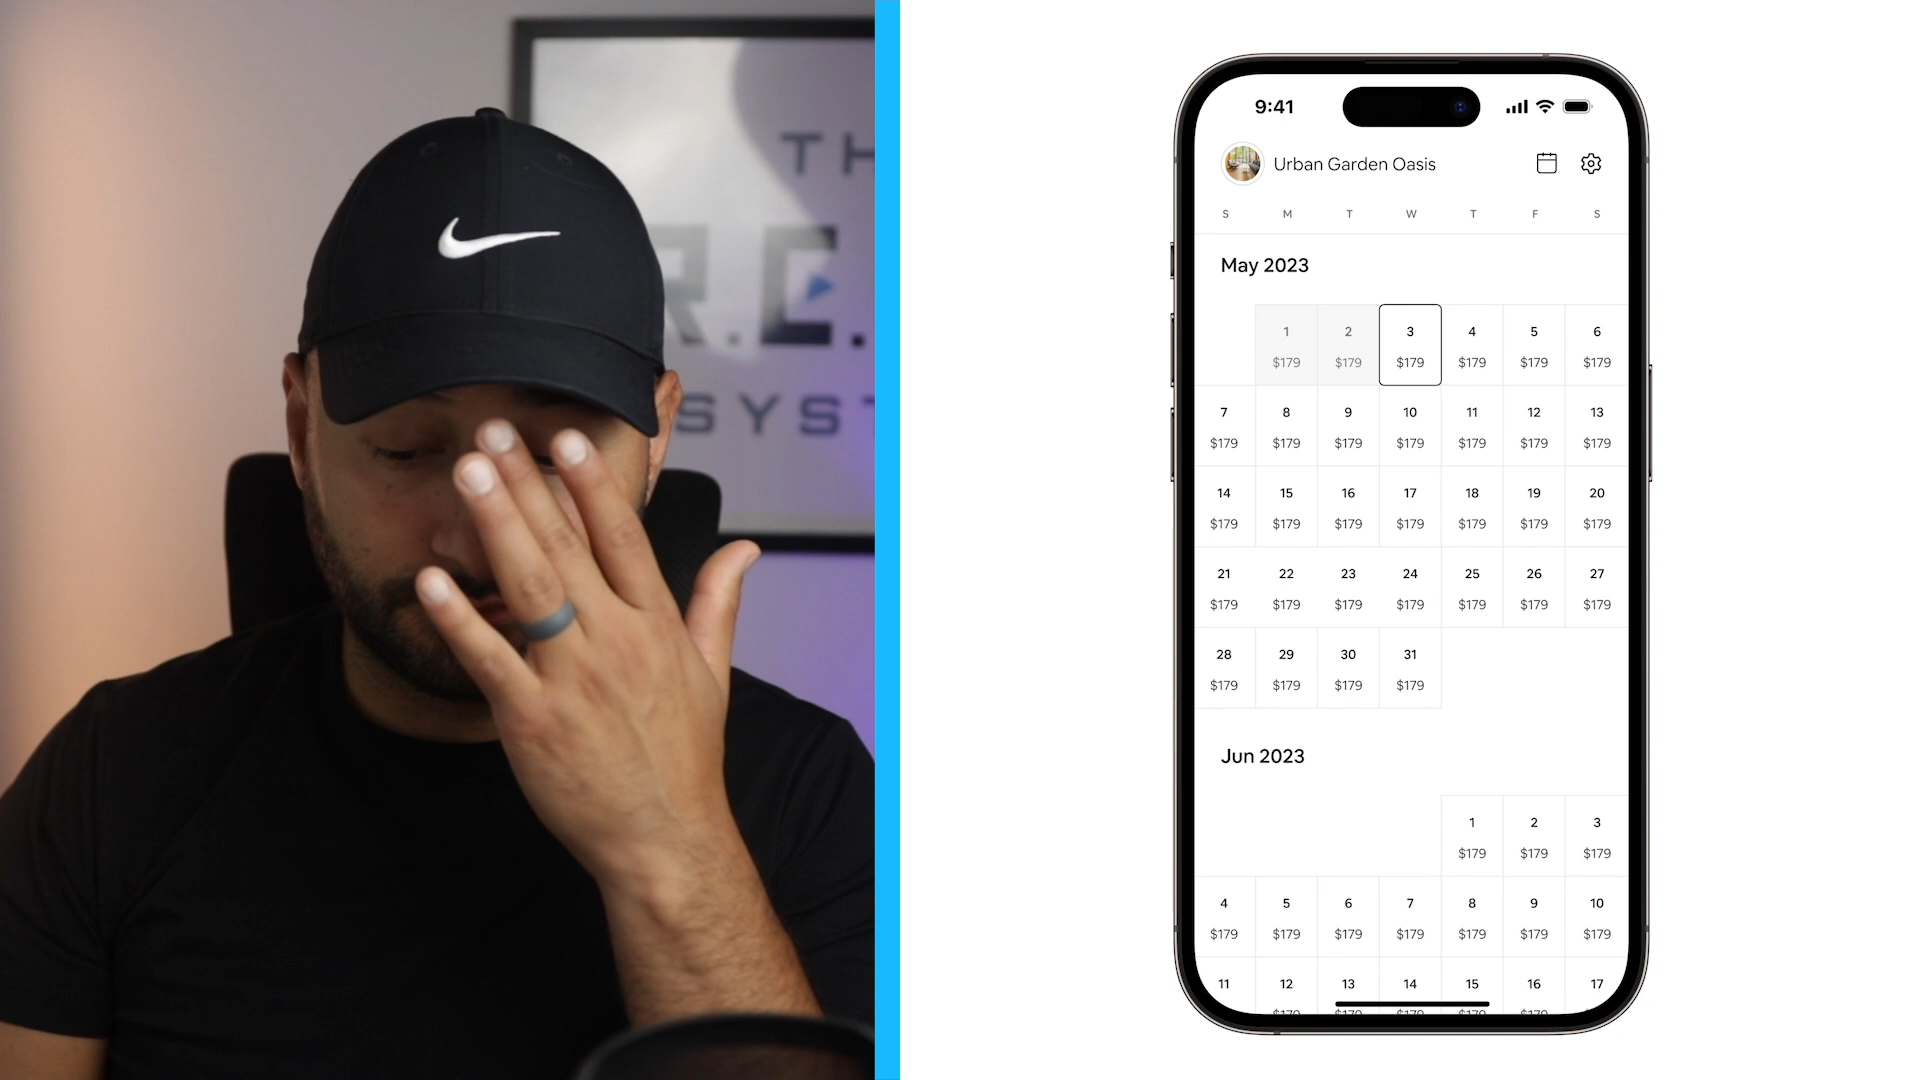 TH
R.E.
SYST
9:41
Urban Garden Oasis
S M T W T F S
May 2023
1 2 3 4 5 6
$179 $179 $179 $179 $179 $179
7 8 9 10 11 12 13
$179 $179 $179 $179 $179 $179 $179
14 15 16 17 18 19 20
$179 $179 $179 $179 $179 $179 $179
21 22 23 24 25 26 27
$179 $179 $179 $179 $179 $179 $179
28 29 30 31
$179 $179 $179 $179
Jun 2023
1 2 3
$179 $179 $179
4 5 6 7 8 9 10
$179 $179 $179 $179 $179 $179 $179
11 12 13 14 15 16 17